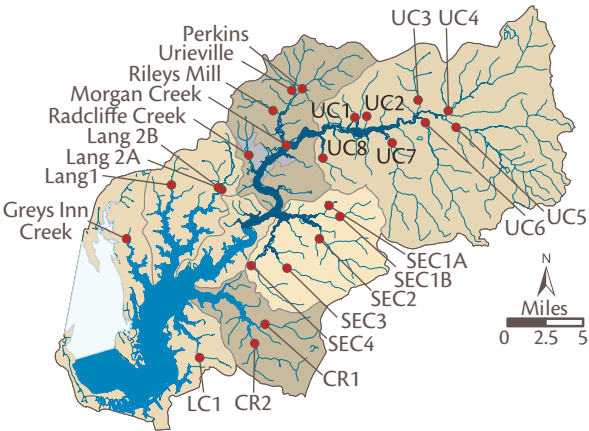 UC3 UC4
Perkins
Urieville
Rileys Mill
Morgan Creek
Radcliffe Creek
UC1 UC2
Lang 2B
Lang 2A
Lang1
UC8
UC7
Greys Inn
Creek
UC5
UC6
SEC1A
SEC1B
SEC2
SEC3
SEC4
N
Miles
0 2.5 5
CR1
LC1 CR2